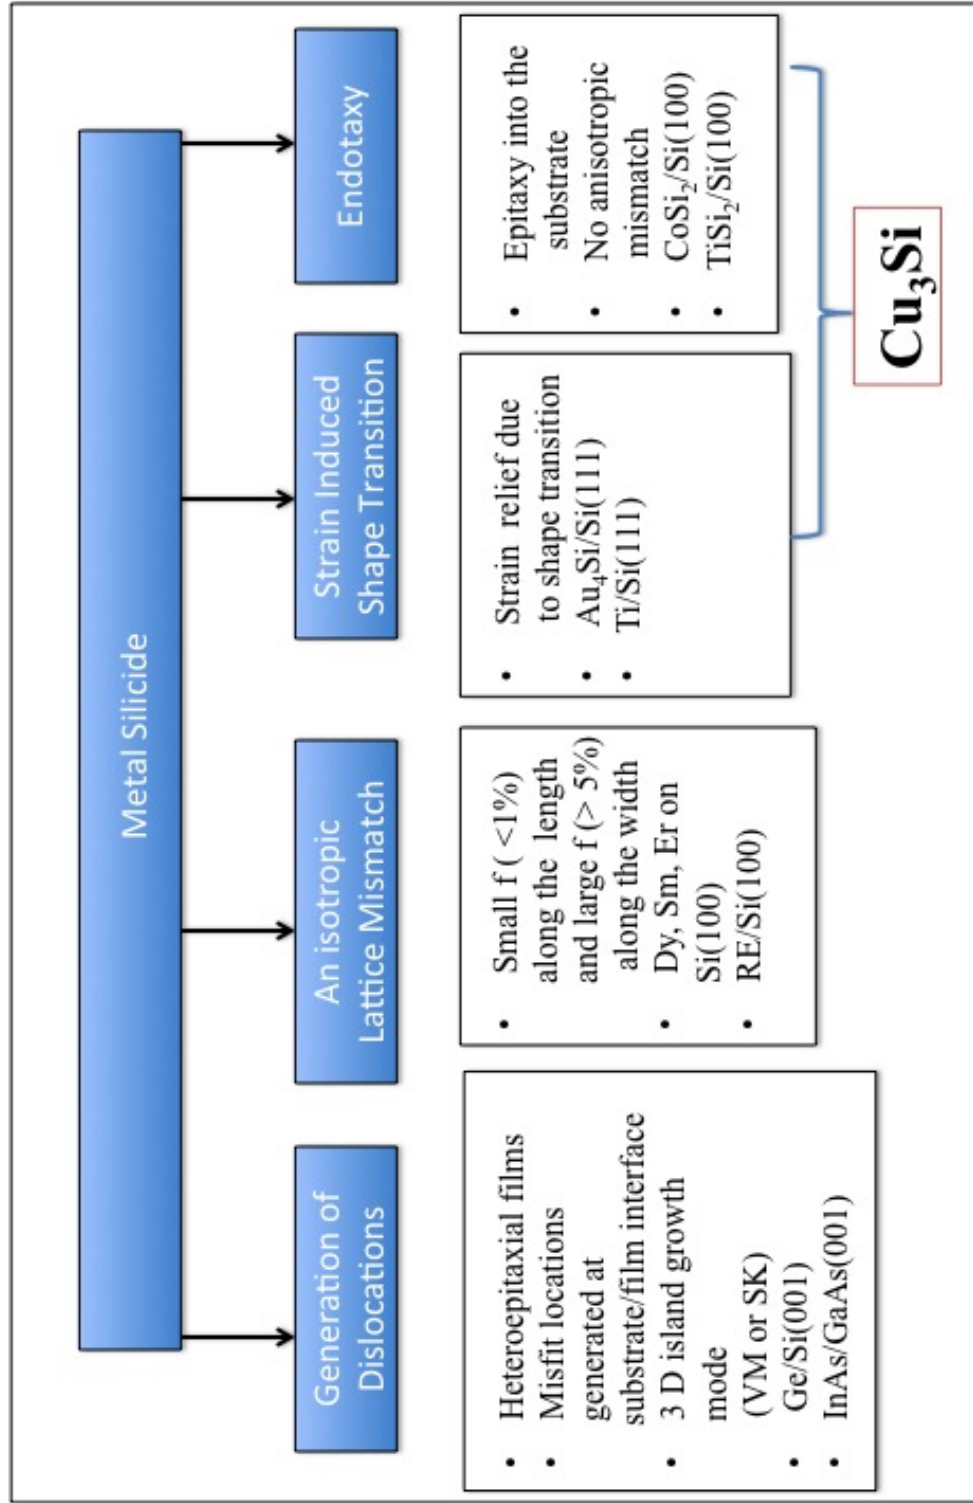 Metal Silicide
Generation of
Dislocations
An isotropic
Lattice Mismatch
Strain Induced
Shape Transition
Endotaxy
• Heteroepitaxial films
• Misfit locations
generated at
substrate/film interface
• 3 D island growth
mode
(VM or SK)
• Ge/Si(001)
• InAs/GaAs(001)
• Small f ( <1%)
along the length
and large f (> 5%)
along the width
• Dy, Sm, Er on
Si(100)
• RE/Si(100)
• Strain relief due
to shape transition
• Au₄Si/Si(111)
• Ti/Si(111)
• Epitaxy into the
substrate
• No anisotropic
mismatch
• CoSi₂/Si(100)
• TiSi₂/Si(100)
Cu₃Si